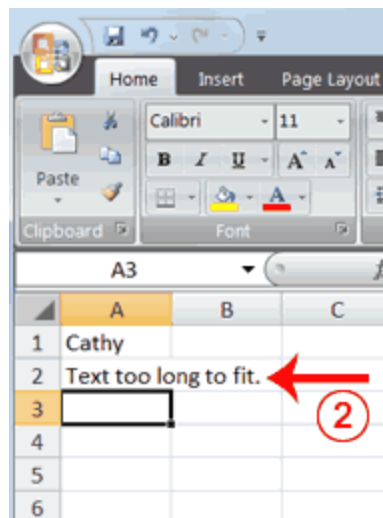 Home Insert Page Layout
Calibri 11
B I U A A
Paste A
Clipboard Font
A3
A B C
1 Cathy
2 Text too long to fit.
3 2
4
5
6